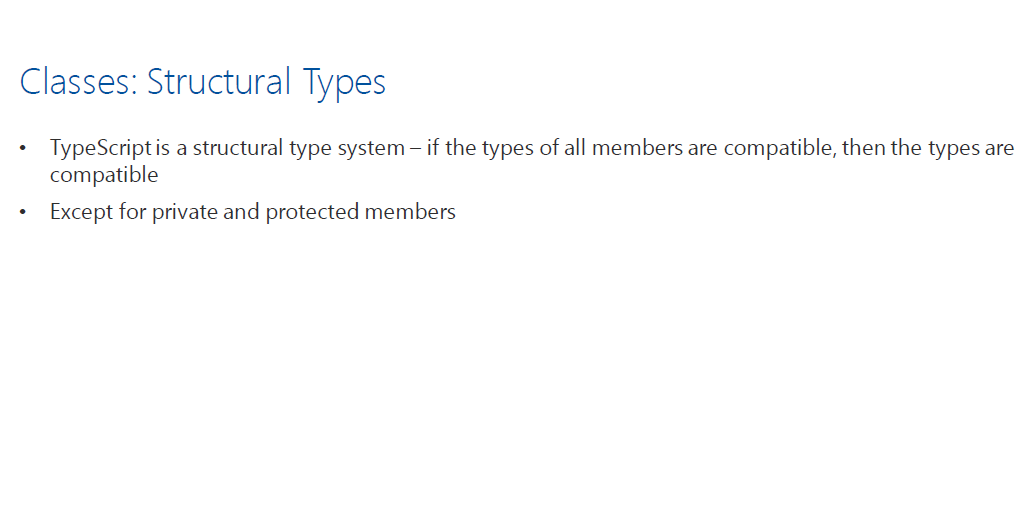 Classes: Structural Types
• TypeScript is a structural type system – if the types of all members are compatible, then the types are
compatible
• Except for private and protected members